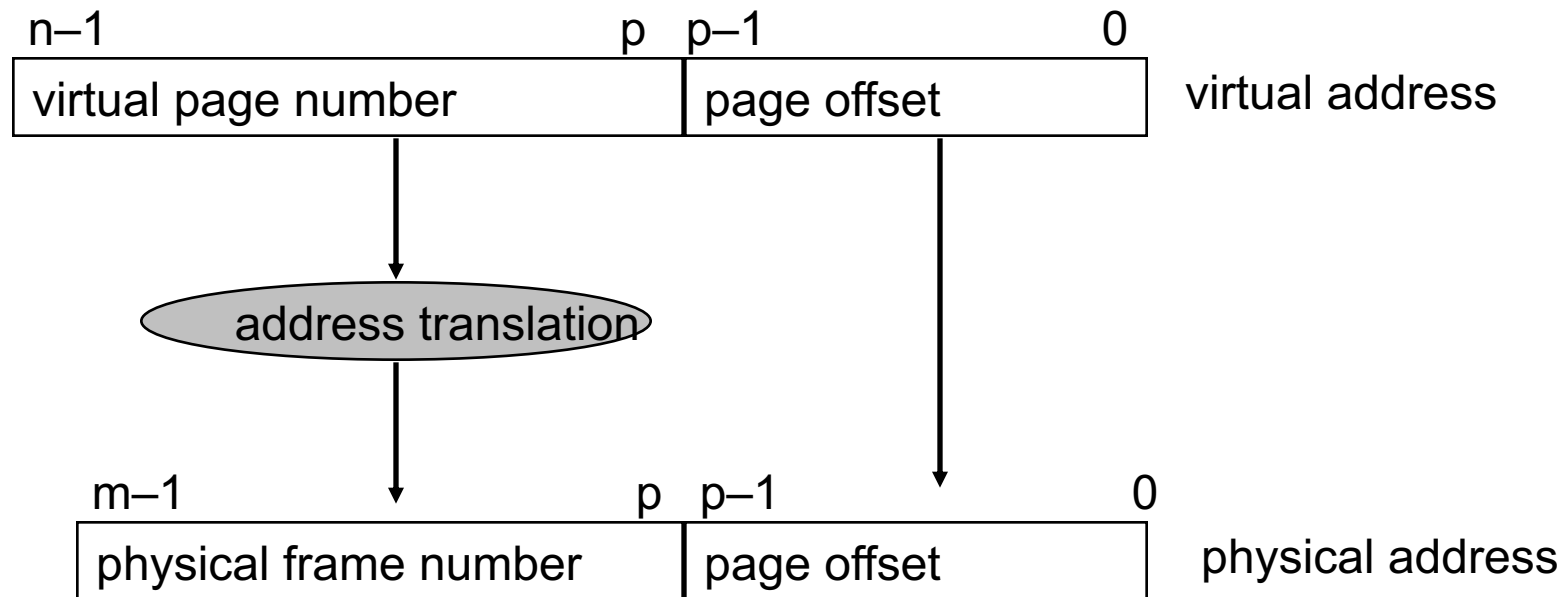 n–1 p p–1 0
virtual page number page offset virtual address
address translation
m–1 p p–1 0
physical frame number page offset physical address